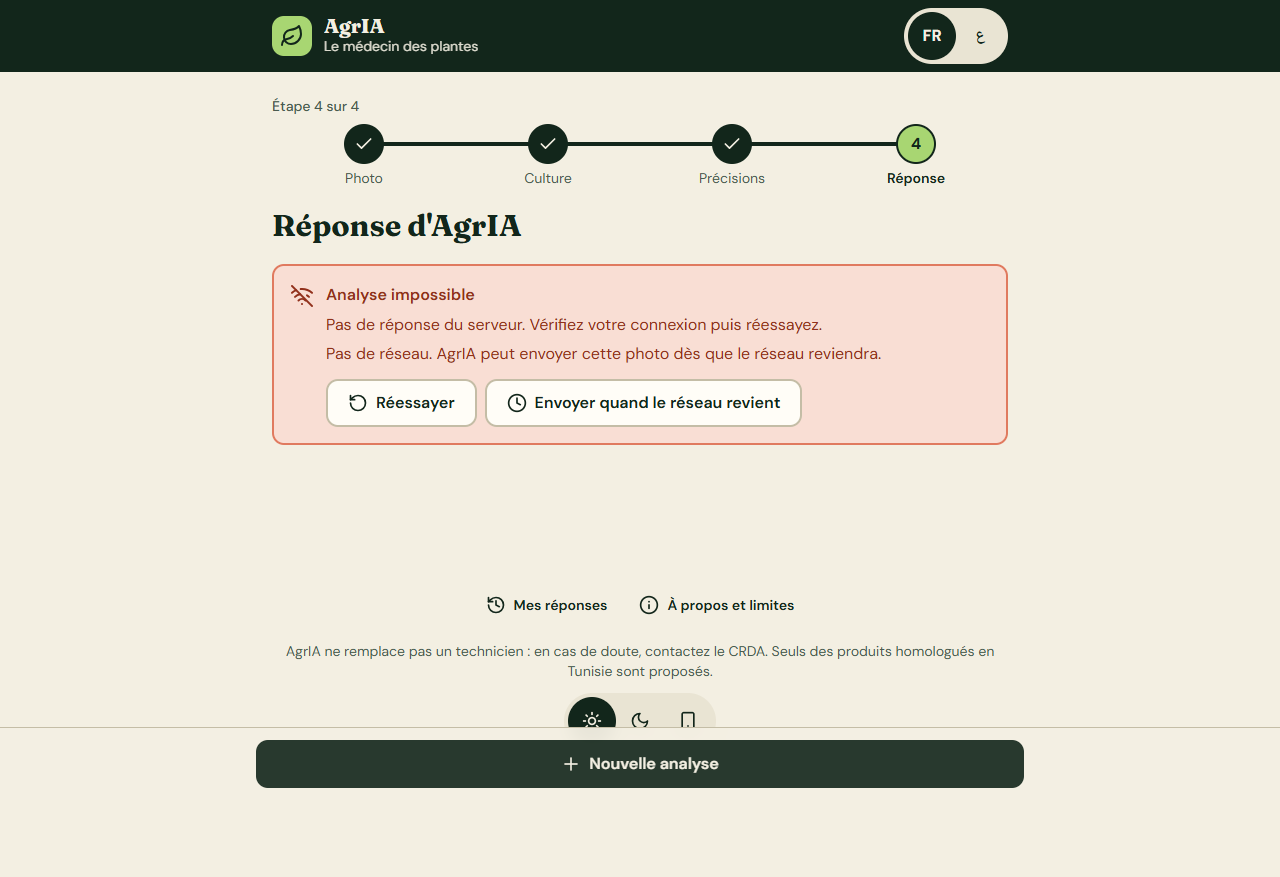 AgrIA
Le médecin des plantes
FR
ع
Étape 4 sur 4
4
Photo
Culture
Précisions
Réponse
Réponse d'AgrIA
Analyse impossible
Pas de réponse du serveur. Vérifiez votre connexion puis réessayez.
Pas de réseau. AgrIA peut envoyer cette photo dès que le réseau reviendra.
Réessayer
Envoyer quand le réseau revient
Mes réponses
À propos et limites
AgrIA ne remplace pas un technicien : en cas de doute, contactez le CRDA. Seuls des produits homologués en
Tunisie sont proposés.
Nouvelle analyse